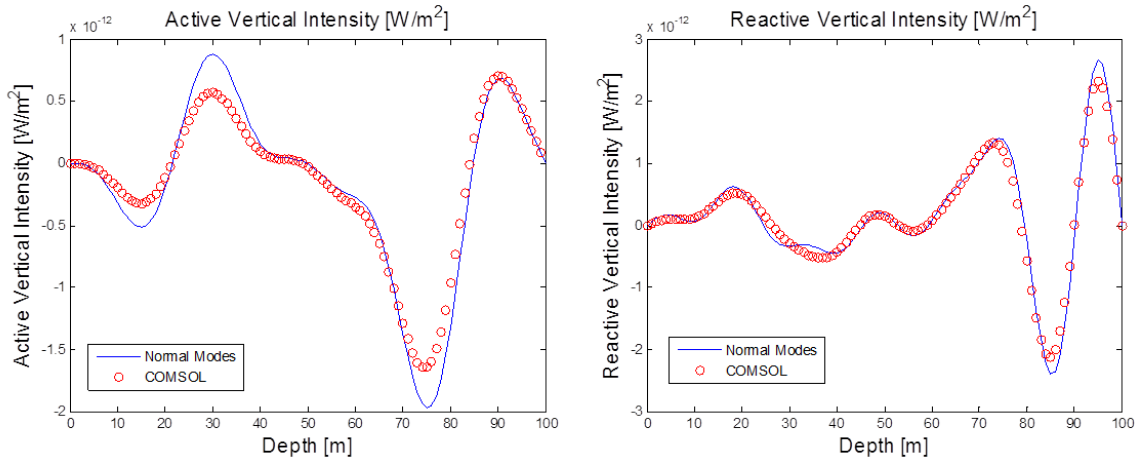 Active Vertical Intensity [W/m²]
x 10⁻¹²
Active Vertical Intensity [W/m²]
1
0.5
0
-0.5
-1
-1.5
-2
Normal Modes
COMSOL
0 10 20 30 40 50 60 70 80 90 100
Depth [m]
Reactive Vertical Intensity [W/m²]
x 10⁻¹²
Reactive Vertical Intensity [W/m²]
3
2
1
0
-1
-2
-3
Normal Modes
COMSOL
0 10 20 30 40 50 60 70 80 90 100
Depth [m]